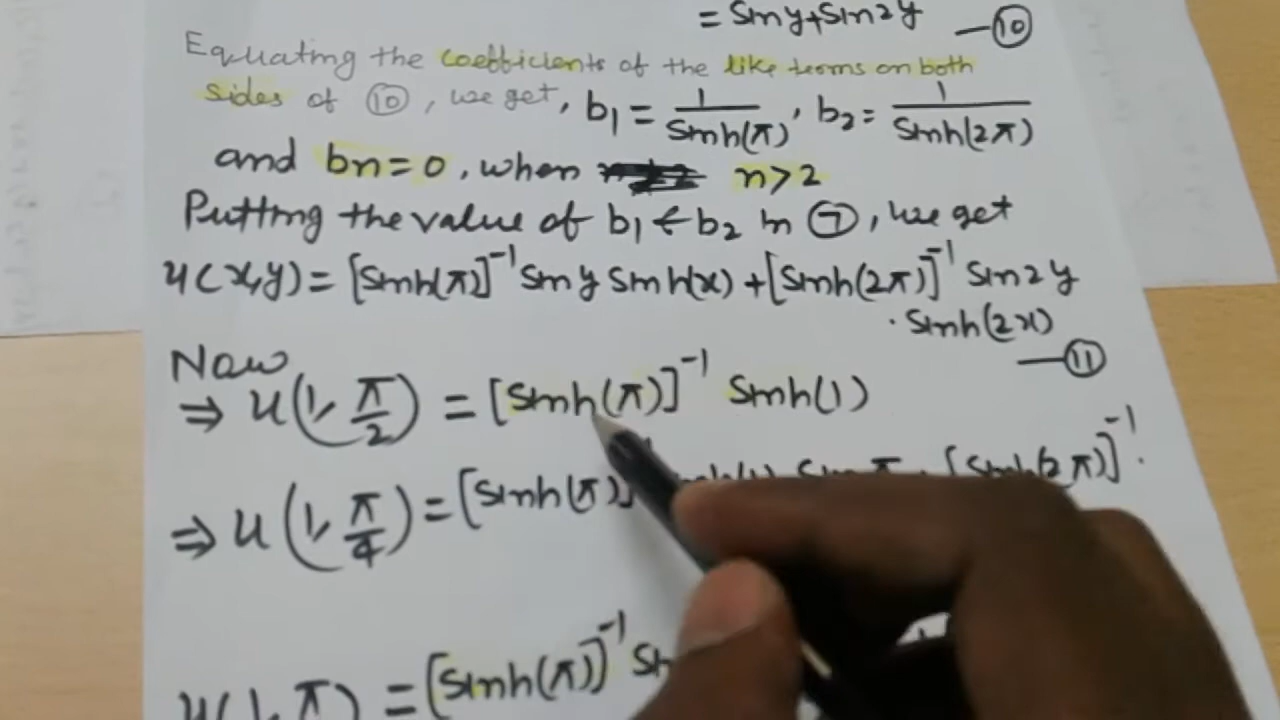 = Sin y + Sin 2y —⑩
Equating the coefficients of the like terms on both
sides of ⑩, we get, b₁ = 1/Sinh(π), b₂ = 1/Sinh(2π)
and bn = 0, when n > 2
Putting the value of b₁ & b₂ in ⑦, we get
u(x,y) = [Sinh(π)]⁻¹ Sin y Sinh(x) + [Sinh(2π)]⁻¹ Sin 2y
· Sinh(2x) —⑪
Now
⇒ u(1, π/2) = [Sinh(π)]⁻¹ Sinh(1)
⇒ u(1, π/4) = [Sinh(π)] [Sinh(2π)]⁻¹ ·
u(1, π = [Sinh(π)]⁻¹